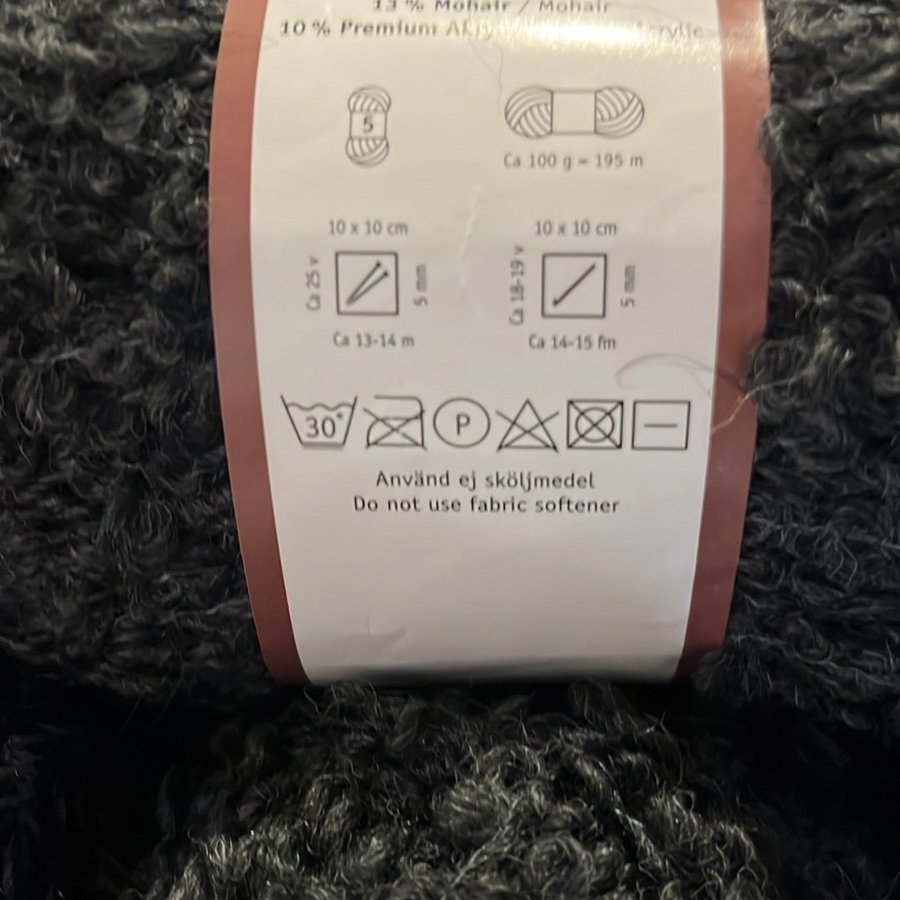 13 % Mohair / Mohair
10 % Premium
5
Ca 100 g = 195 m
10 x 10 cm
Ca 25 v
5 mm
Ca 13-14 m
10 x 10 cm
Ca 18-19 v
5 mm
Ca 14-15 fm
30°
P
Använd ej sköljmedel
Do not use fabric softener